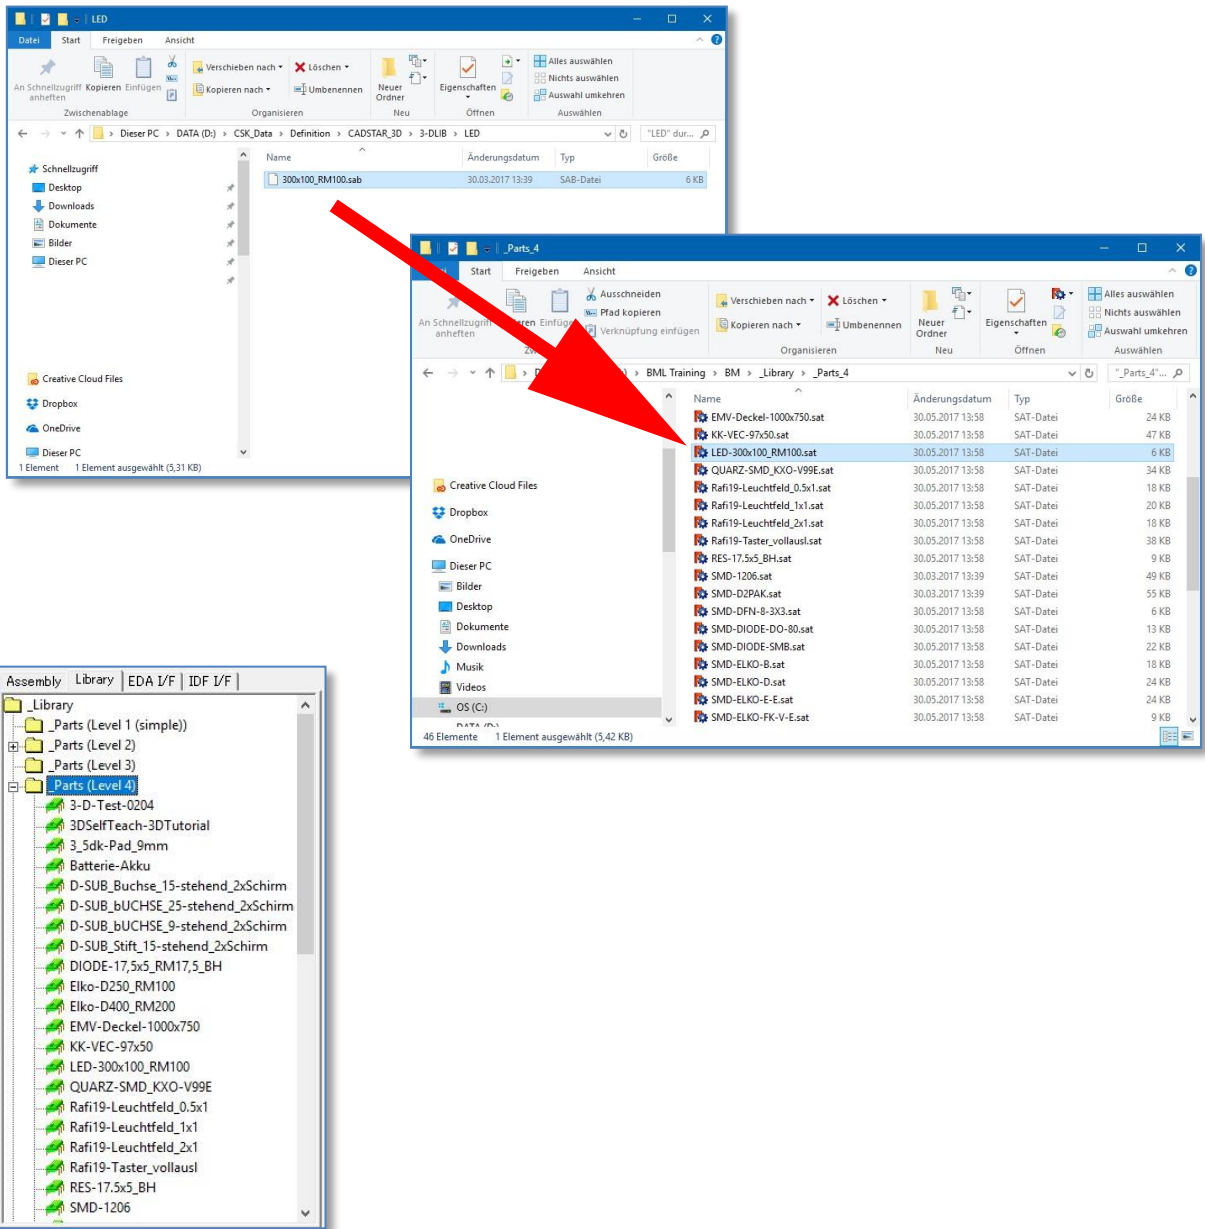 LED
Datei Start Freigeben Ansicht
An Schnellzugriff anheften
Kopieren
Einfügen
Verschieben nach
Kopieren nach
Löschen
Umbenennen
Neuer Ordner
Eigenschaften
Alles auswählen
Nichts auswählen
Auswahl umkehren
Zwischenablage Organisieren Neu Öffnen Auswählen
Dieser PC > DATA (D:) > CSK_Data > Definition > CADSTAR_3D > 3-DLIB > LED
"LED" dur...
Name Änderungsdatum Typ Größe
300x100_RM100.sab 30.03.2017 13:39 SAB-Datei 6 KB
Schnellzugriff
Desktop
Downloads
Dokumente
Bilder
Dieser PC
Creative Cloud Files
Dropbox
OneDrive
Dieser PC
1 Element 1 Element ausgewählt (5,31 KB)
_Parts_4
Start Freigeben Ansicht
anheften
Ausschneiden
Pfad kopieren
Verknüpfung einfügen
Verschieben nach
Kopieren nach
Löschen
Umbenennen
Neuer Ordner
Eigenschaften
Alles auswählen
Nichts auswählen
Auswahl umkehren
Organisieren Neu Öffnen Auswählen
> BML Training > BM > _Library > _Parts_4
"_Parts_4"...
Name Änderungsdatum Typ Größe
EMV-Deckel-1000x750.sat 30.05.2017 13:58 SAT-Datei 24 KB
KK-VEC-97x50.sat 30.05.2017 13:58 SAT-Datei 47 KB
LED-300x100_RM100.sat 30.05.2017 13:58 SAT-Datei 6 KB
QUARZ-SMD_KXO-V99E.sat 30.05.2017 13:58 SAT-Datei 34 KB
Rafi19-Leuchtfeld_0.5x1.sat 30.05.2017 13:58 SAT-Datei 18 KB
Rafi19-Leuchtfeld_1x1.sat 30.05.2017 13:58 SAT-Datei 20 KB
Rafi19-Leuchtfeld_2x1.sat 30.05.2017 13:58 SAT-Datei 18 KB
Rafi19-Taster_vollausl.sat 30.05.2017 13:58 SAT-Datei 38 KB
RES-17.5x5_BH.sat 30.05.2017 13:58 SAT-Datei 9 KB
SMD-1206.sat 30.03.2017 13:39 SAT-Datei 49 KB
SMD-D2PAK.sat 30.03.2017 13:39 SAT-Datei 55 KB
SMD-DFN-8-3X3.sat 30.05.2017 13:58 SAT-Datei 6 KB
SMD-DIODE-DO-80.sat 30.05.2017 13:58 SAT-Datei 13 KB
SMD-DIODE-SMB.sat 30.05.2017 13:58 SAT-Datei 22 KB
SMD-ELKO-B.sat 30.05.2017 13:58 SAT-Datei 18 KB
SMD-ELKO-D.sat 30.05.2017 13:58 SAT-Datei 24 KB
SMD-ELKO-E-E.sat 30.05.2017 13:58 SAT-Datei 24 KB
SMD-ELKO-FK-V-E.sat 30.05.2017 13:58 SAT-Datei 9 KB
Creative Cloud Files
Dropbox
OneDrive
Dieser PC
Bilder
Desktop
Dokumente
Downloads
Musik
Videos
OS (C:)
DATA (D:)
46 Elemente 1 Element ausgewählt (5,42 KB)
Assembly Library EDA I/F IDF I/F
_Library
_Parts (Level 1 (simple))
_Parts (Level 2)
_Parts (Level 3)
_Parts (Level 4)
3-D-Test-0204
3DSelfTeach-3DTutorial
3_5dk-Pad_9mm
Batterie-Akku
D-SUB_Buchse_15-stehend_2xSchirm
D-SUB_bUCHSE_25-stehend_2xSchirm
D-SUB_bUCHSE_9-stehend_2xSchirm
D-SUB_Stift_15-stehend_2xSchirm
DIODE-17,5x5_RM17,5_BH
Elko-D250_RM100
Elko-D400_RM200
EMV-Deckel-1000x750
KK-VEC-97x50
LED-300x100_RM100
QUARZ-SMD_KXO-V99E
Rafi19-Leuchtfeld_0.5x1
Rafi19-Leuchtfeld_1x1
Rafi19-Leuchtfeld_2x1
Rafi19-Taster_vollausl
RES-17.5x5_BH
SMD-1206